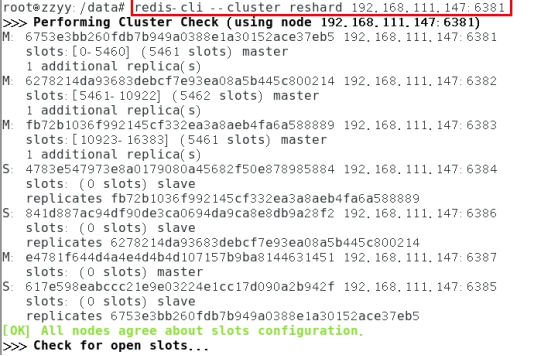 root@zzyy:/data# redis-cli --cluster reshard 192.168.111.147:6381
>>> Performing Cluster Check (using node 192.168.111.147:6381)
M: 6753e3bb260fdb7b949a0388e1a30152ace37eb5 192.168.111.147:6381
slots:[0-5460] (5461 slots) master
1 additional replica(s)
M: 6278214da93683debcf7e93ea08a5b445c800214 192.168.111.147:6382
slots:[5461-10922] (5462 slots) master
1 additional replica(s)
M: fb72b1036f992145cf332ea3a8aeb4fa6a588889 192.168.111.147:6383
slots:[10923-16383] (5461 slots) master
1 additional replica(s)
S: 4783e547973e8a0179080a45682f50e878985884 192.168.111.147:6384
slots: (0 slots) slave
replicates fb72b1036f992145cf332ea3a8aeb4fa6a588889
S: 841d887ac94df90de3ca0694da9ca8e8db9a28f2 192.168.111.147:6386
slots: (0 slots) slave
replicates 6278214da93683debcf7e93ea08a5b445c800214
M: e4781f644d4a4e4d4b4d107157b9ba8144631451 192.168.111.147:6387
slots: (0 slots) master
S: 617e598eabccc21e9e03224e1cc17d090a2b942f 192.168.111.147:6385
slots: (0 slots) slave
replicates 6753e3bb260fdb7b949a0388e1a30152ace37eb5
[OK] All nodes agree about slots configuration.
>>> Check for open slots...